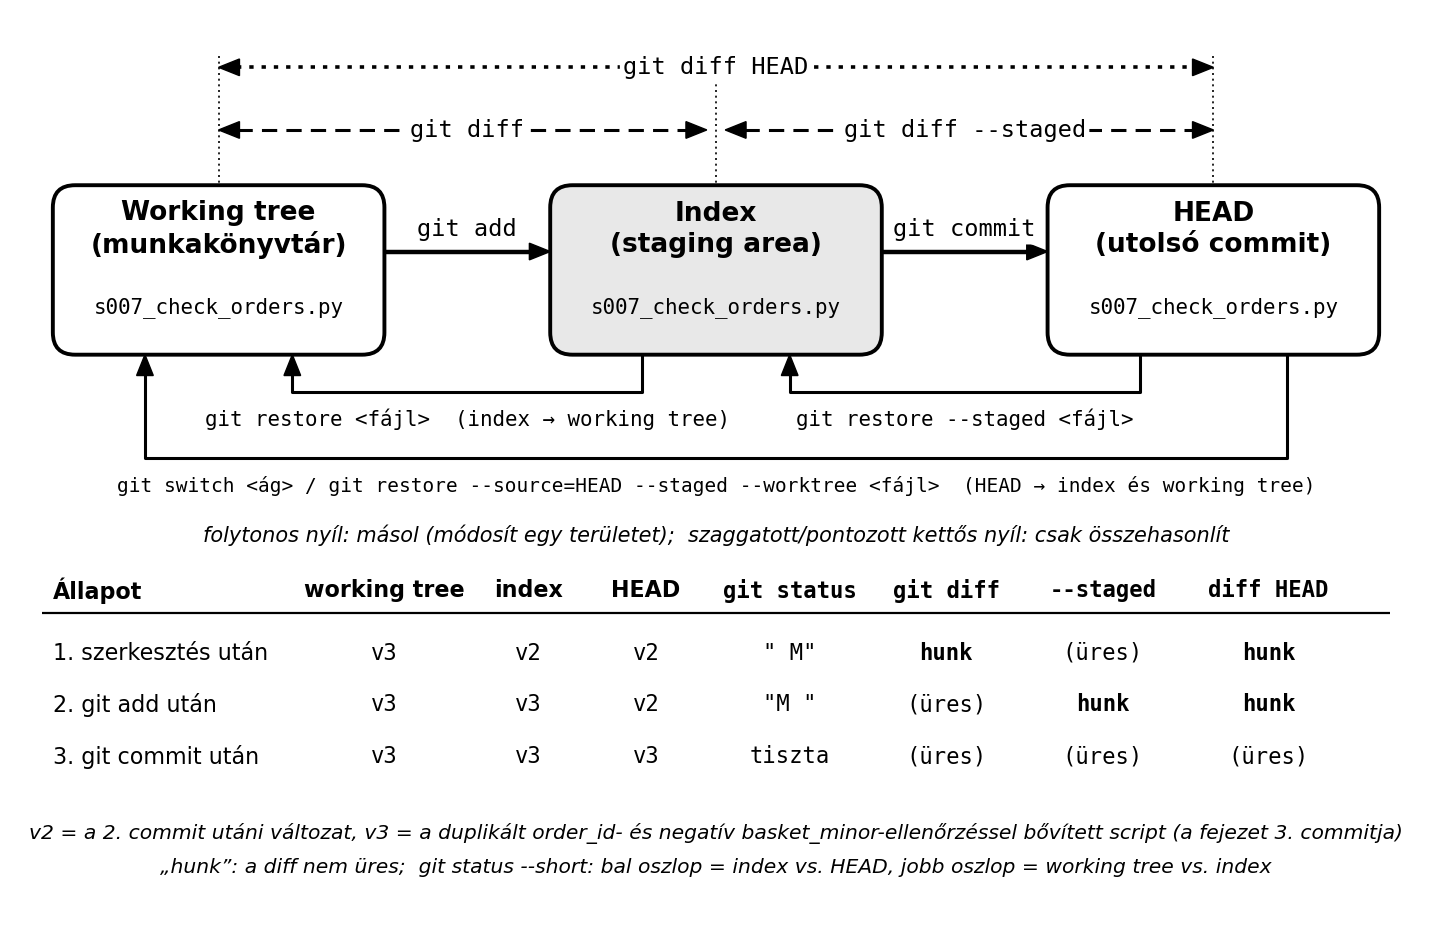 git diff HEAD
git diff
git diff --staged
Working tree
(munkakönyvtár)
s007_check_orders.py
git add
Index
(staging area)
s007_check_orders.py
git commit
HEAD
(utolsó commit)
s007_check_orders.py
git restore <fájl>  (index → working tree)
git restore --staged <fájl>
git switch <ág> / git restore --source=HEAD --staged --worktree <fájl>  (HEAD → index és working tree)
folytonos nyíl: másol (módosít egy területet);  szaggatott/pontozott kettős nyíl: csak összehasonlít
Állapot working tree index HEAD git status git diff --staged diff HEAD
1. szerkesztés után v3 v2 v2 " M" hunk (üres) hunk
2. git add után v3 v3 v2 "M " (üres) hunk hunk
3. git commit után v3 v3 v3 tiszta (üres) (üres) (üres)
v2 = a 2. commit utáni változat, v3 = a duplikált order_id- és negatív basket_minor-ellenőrzéssel bővített script (a fejezet 3. commitja)
„hunk”: a diff nem üres;  git status --short: bal oszlop = index vs. HEAD, jobb oszlop = working tree vs. index